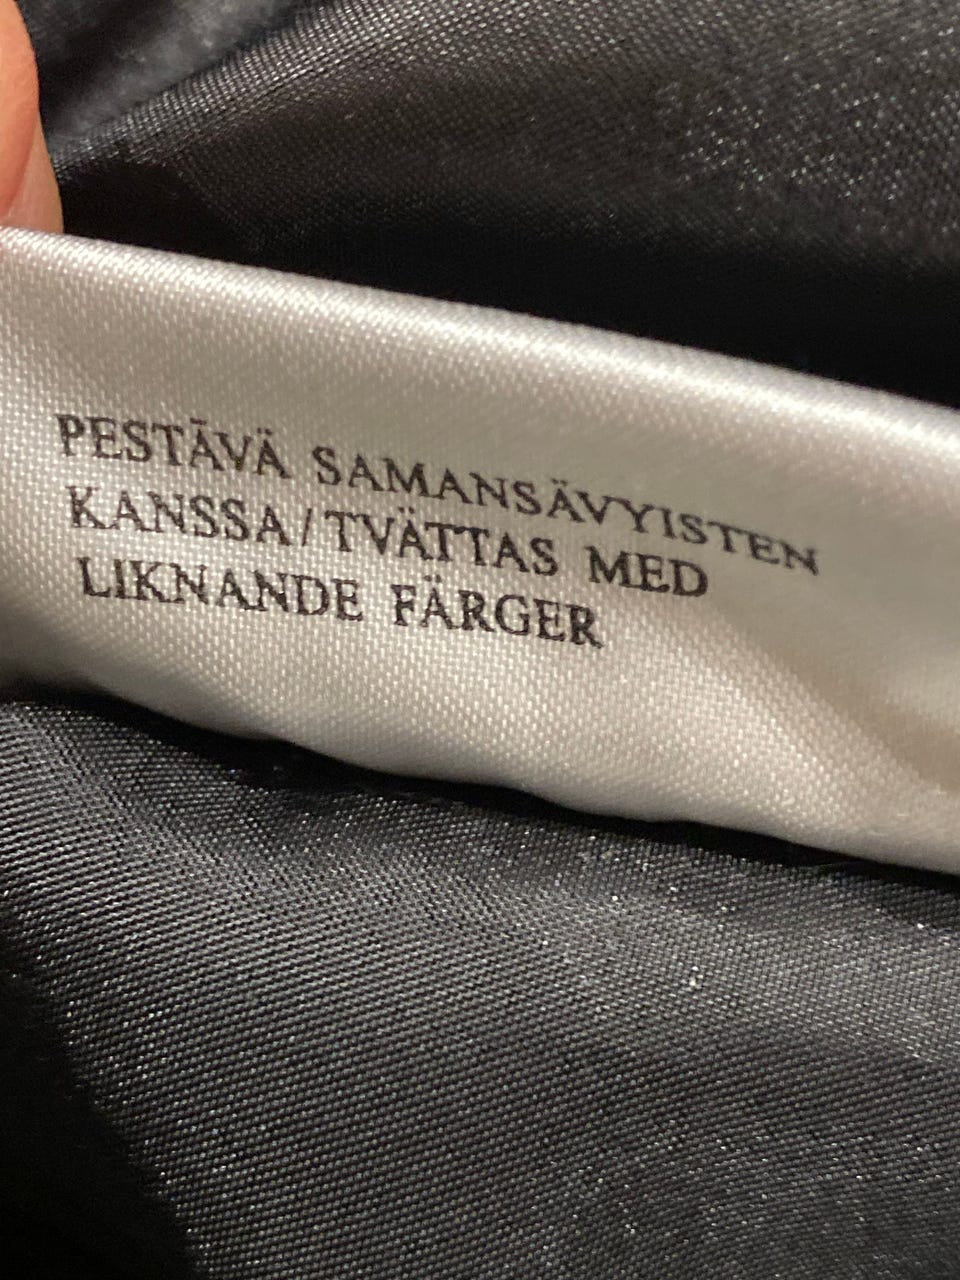 PESTÄVÄ SAMANSÄVYISTEN
KANSSA/TVÄTTAS MED
LIKNANDE FÄRGER